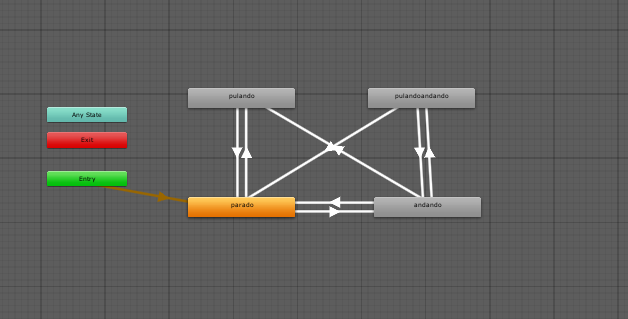 pulando
pulandoandando
Any State
Exit
Entry
parado
andando